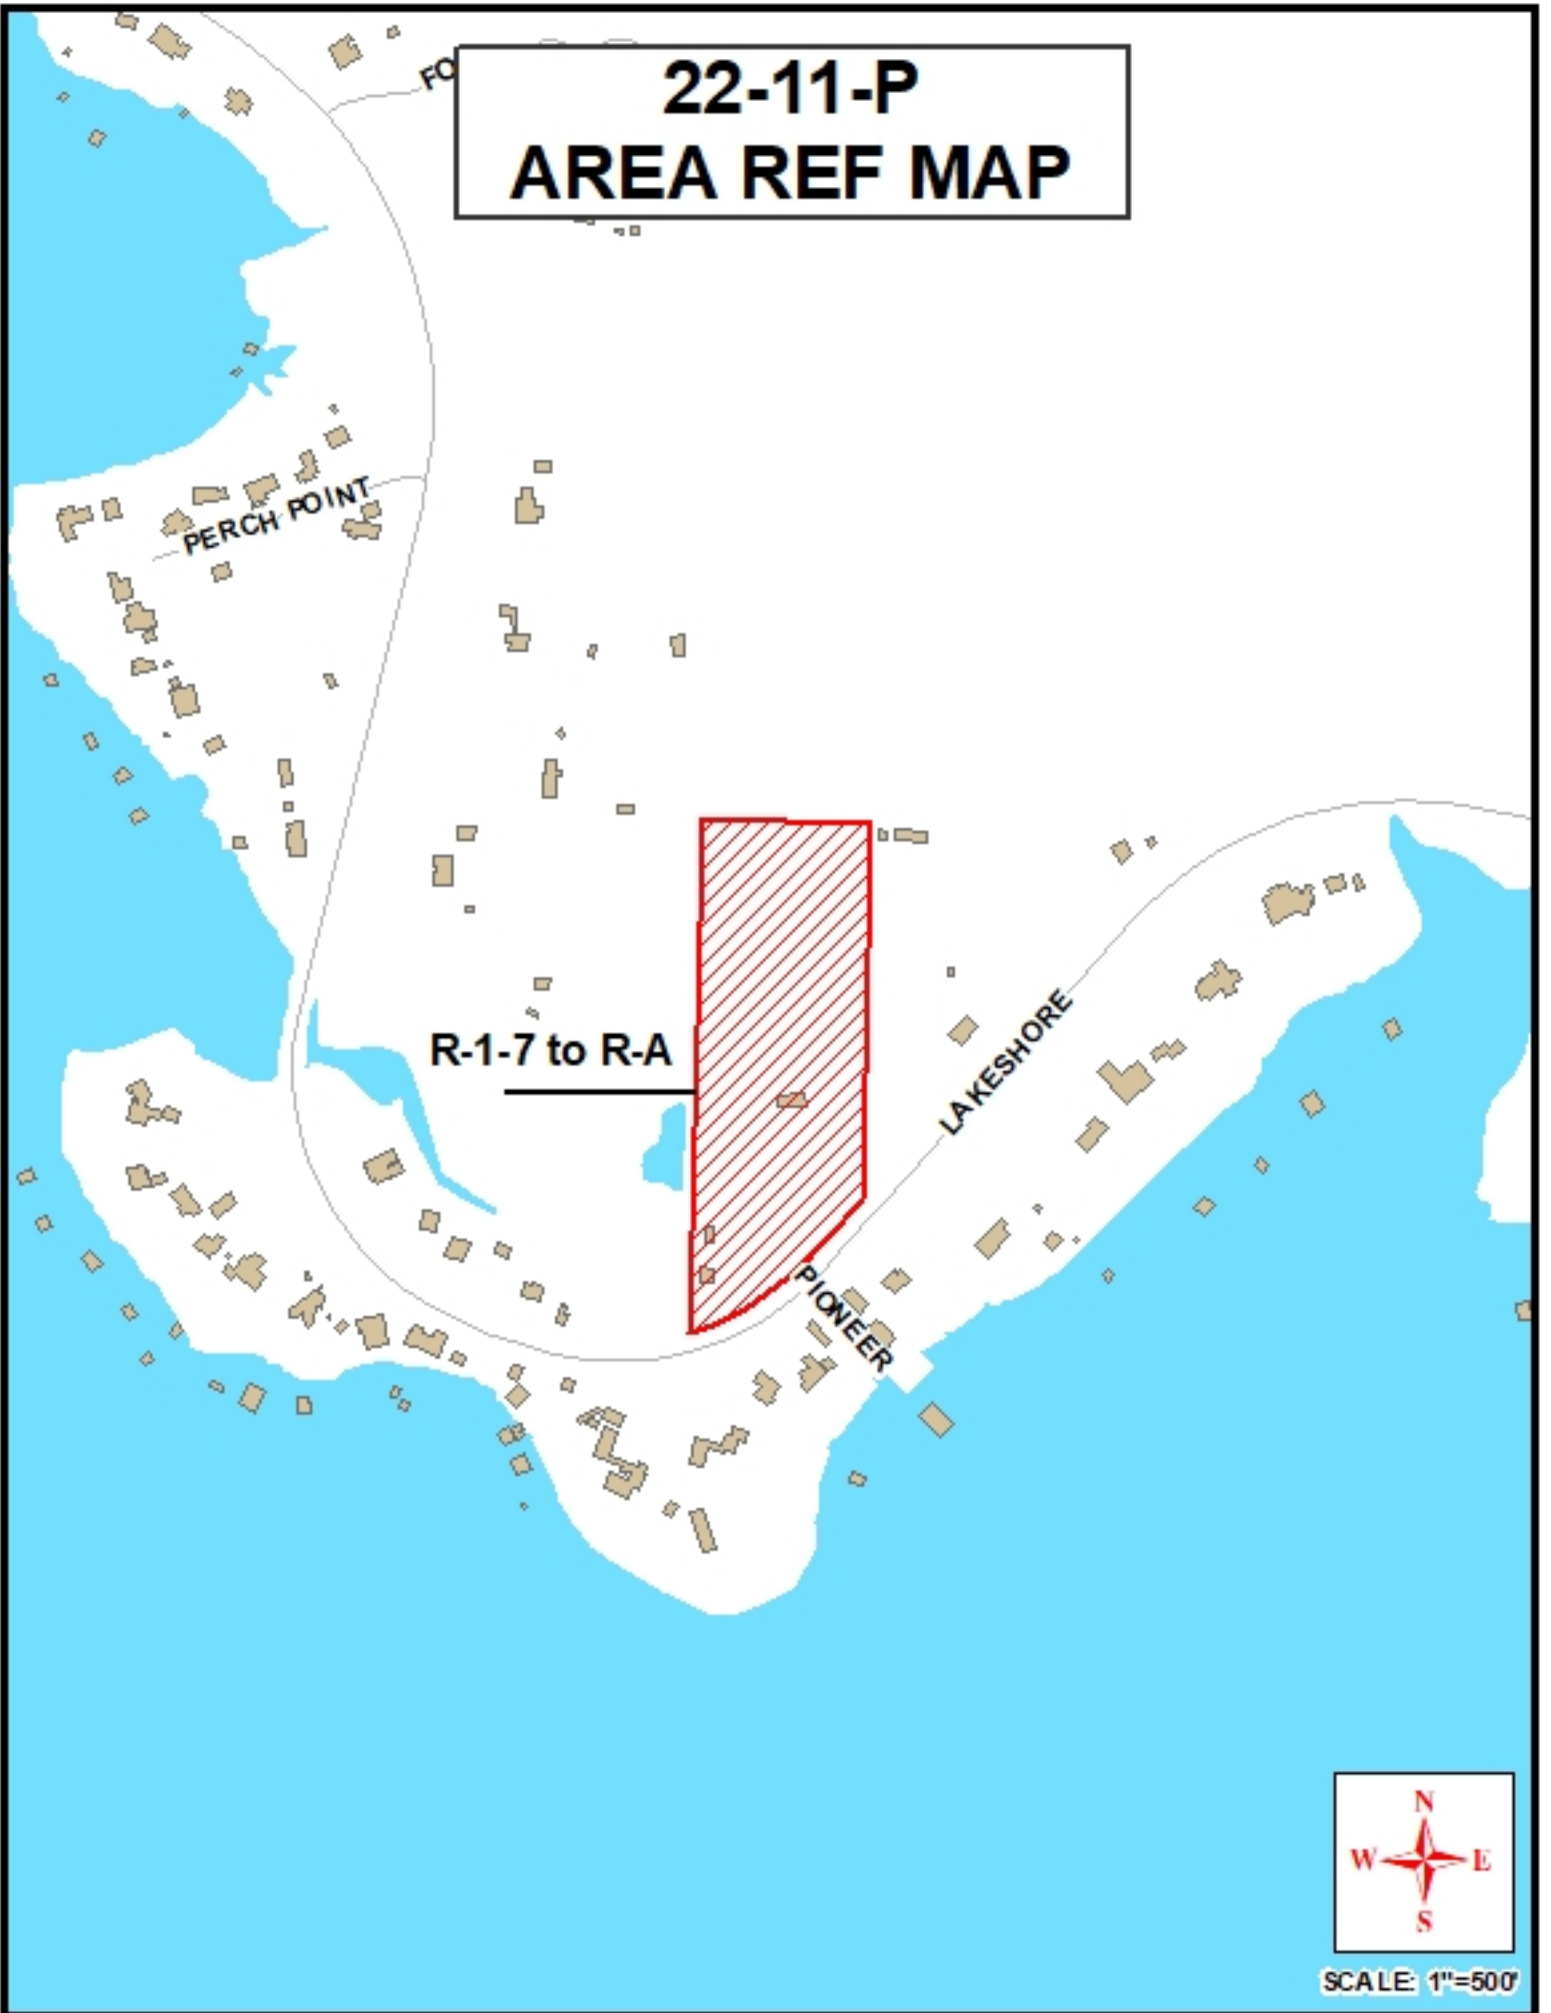 22-11-P
AREA REF MAP
PERCH POINT
R-1-7 to R-A
LAKESHORE
PIONEER
N
W E
S
SCALE: 1"=500'